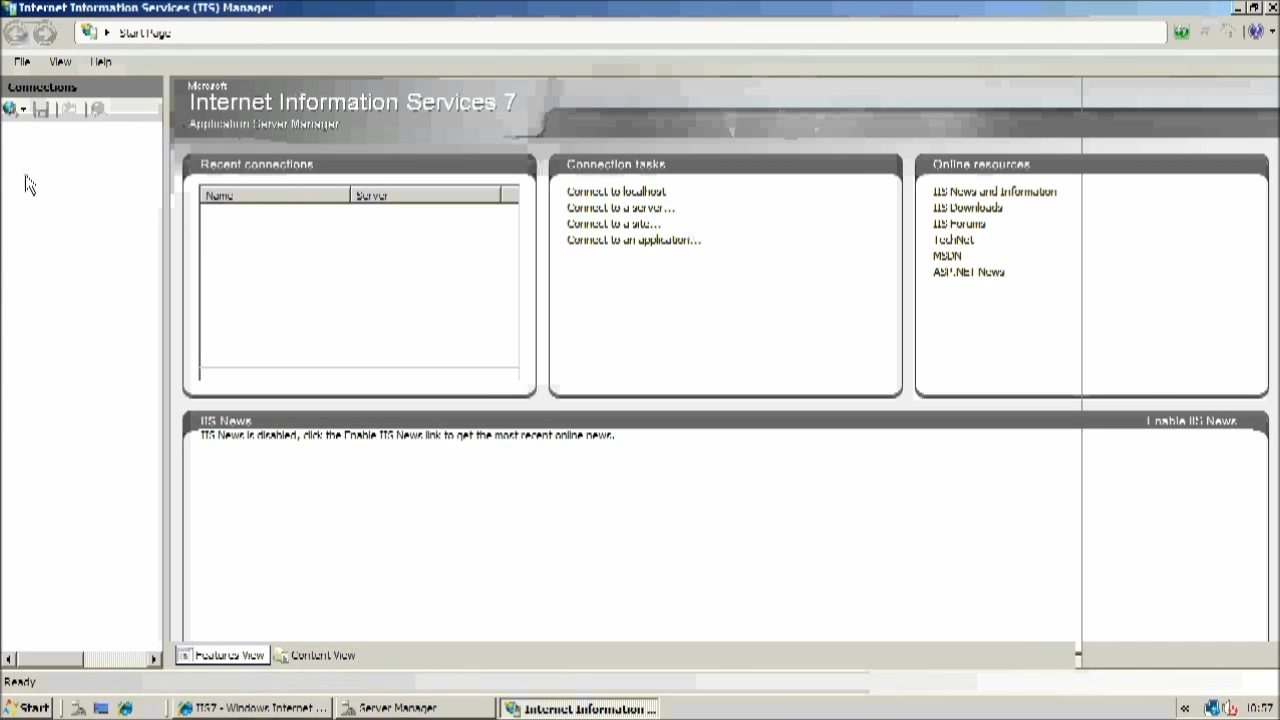 Internet Information Services (IIS) Manager
Start Page
File View Help
Connections
Microsoft
Internet Information Services 7
Application Server Manager
Recent connections
Name Server
Connection tasks
Connect to localhost
Connect to a server...
Connect to a site...
Connect to an application...
Online resources
IIS News and Information
IIS Downloads
IIS Forums
TechNet
MSDN
ASP.NET News
IIS News Enable IIS News
IIS News is disabled, click the Enable IIS News link to get the most recent online news.
Features View Content View
Ready
Start IIS7 - Windows Internet ... Server Manager Internet Information ... « 10:57